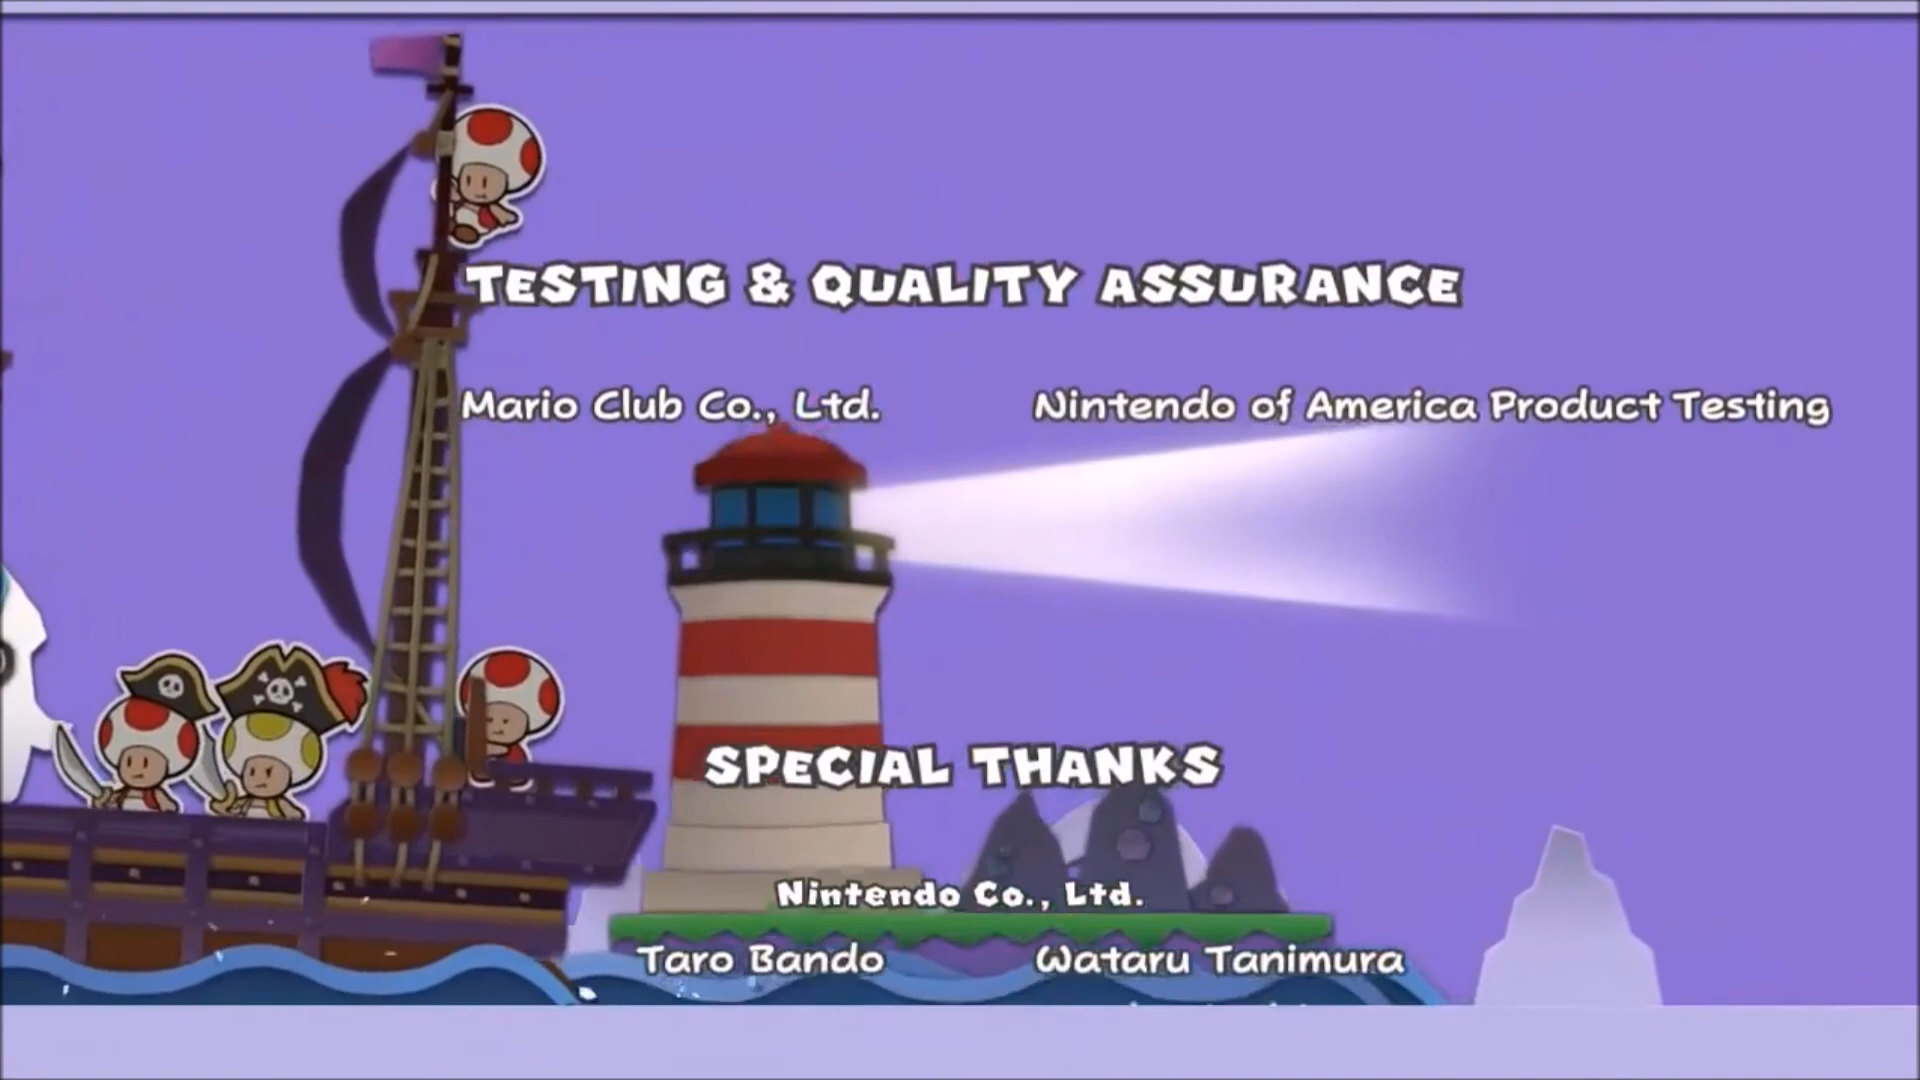 TESTING & QUALITY ASSURANCE
Mario Club Co., Ltd. Nintendo of America Product Testing
SPECIAL THANKS
Nintendo Co., Ltd.
Taro Bando Wataru Tanimura